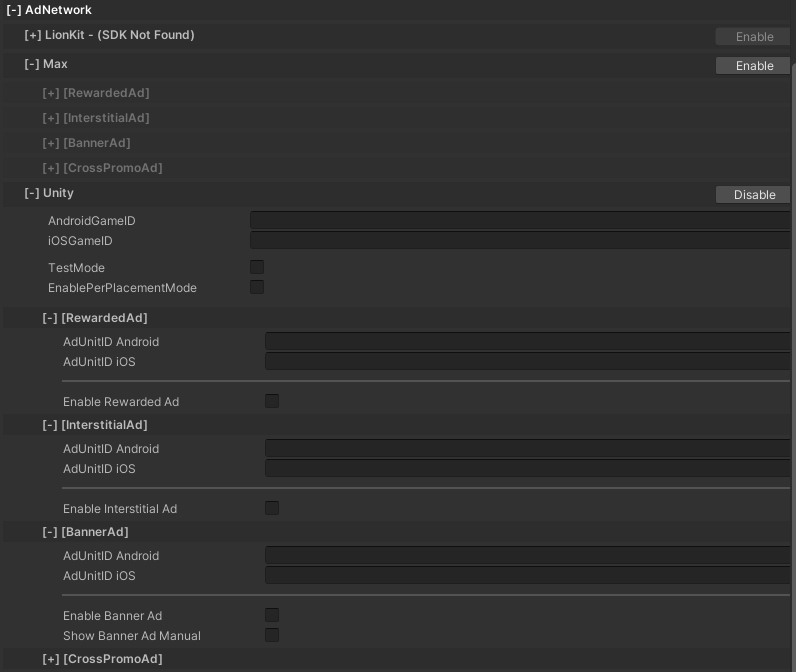 [-] AdNetwork
[+] LionKit - (SDK Not Found) Enable
[-] Max Enable
[+] [RewardedAd]
[+] [InterstitialAd]
[+] [BannerAd]
[+] [CrossPromoAd]
[-] Unity Disable
AndroidGameID
iOSGameID
TestMode
EnablePerPlacementMode
[-] [RewardedAd]
AdUnitID Android
AdUnitID iOS
Enable Rewarded Ad
[-] [InterstitialAd]
AdUnitID Android
AdUnitID iOS
Enable Interstitial Ad
[-] [BannerAd]
AdUnitID Android
AdUnitID iOS
Enable Banner Ad
Show Banner Ad Manual
[+] [CrossPromoAd]